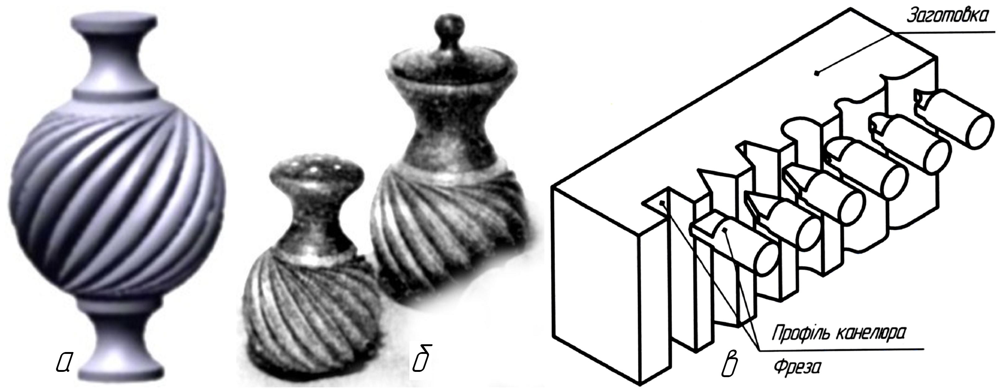 Заготовка
Профіль канелюра
Фреза
а
б
в